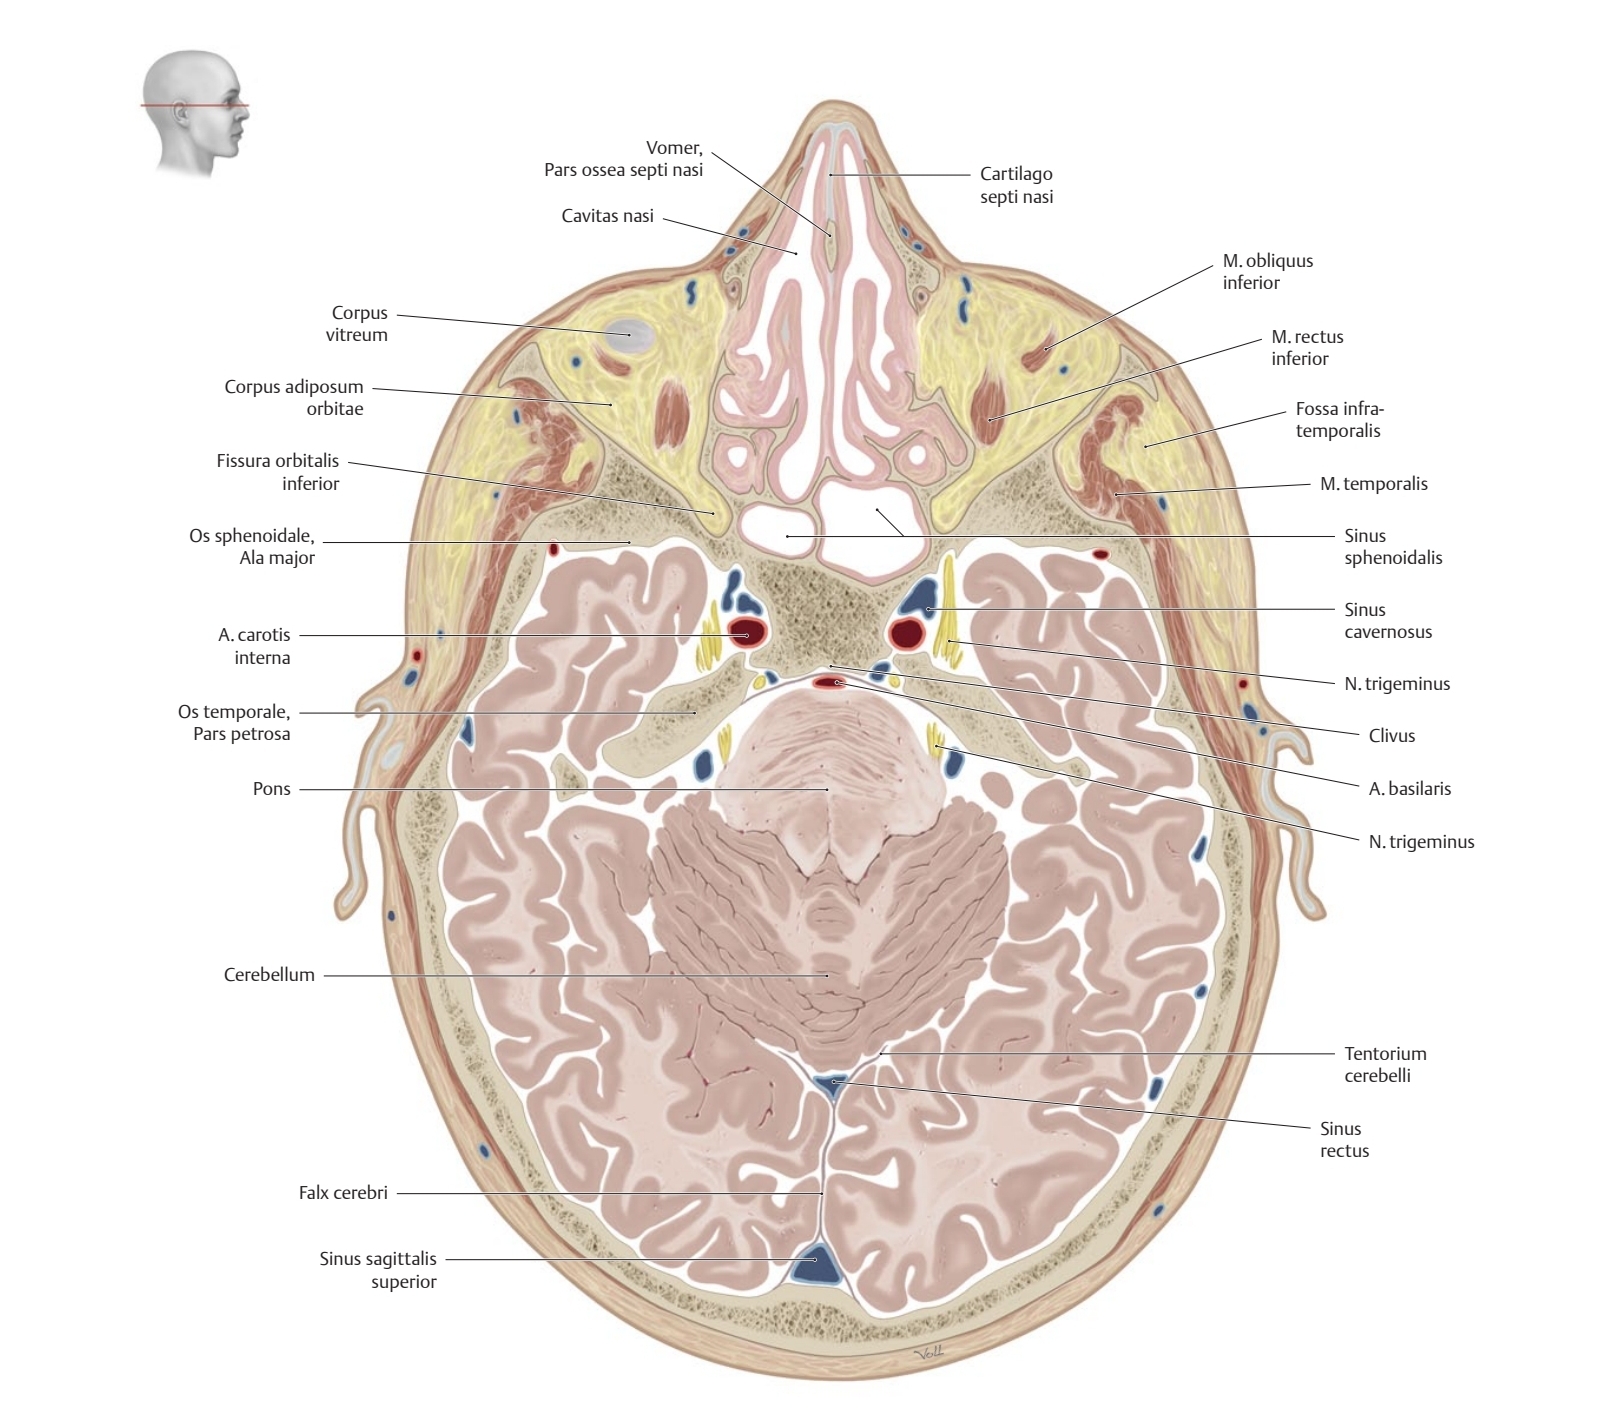 Vomer,
Pars ossea septi nasi
Cavitas nasi
Corpus
vitreum
Corpus adiposum
orbitae
Fissura orbitalis
inferior
Os sphenoidale,
Ala major
A. carotis
interna
Os temporale,
Pars petrosa
Pons
Cerebellum
Falx cerebri
Sinus sagittalis
superior
Cartilago
septi nasi
M. obliquus
inferior
M. rectus
inferior
Fossa infra-
temporalis
M. temporalis
Sinus
sphenoidalis
Sinus
cavernosus
N. trigeminus
Clivus
A. basilaris
N. trigeminus
Tentorium
cerebelli
Sinus
rectus
Voll